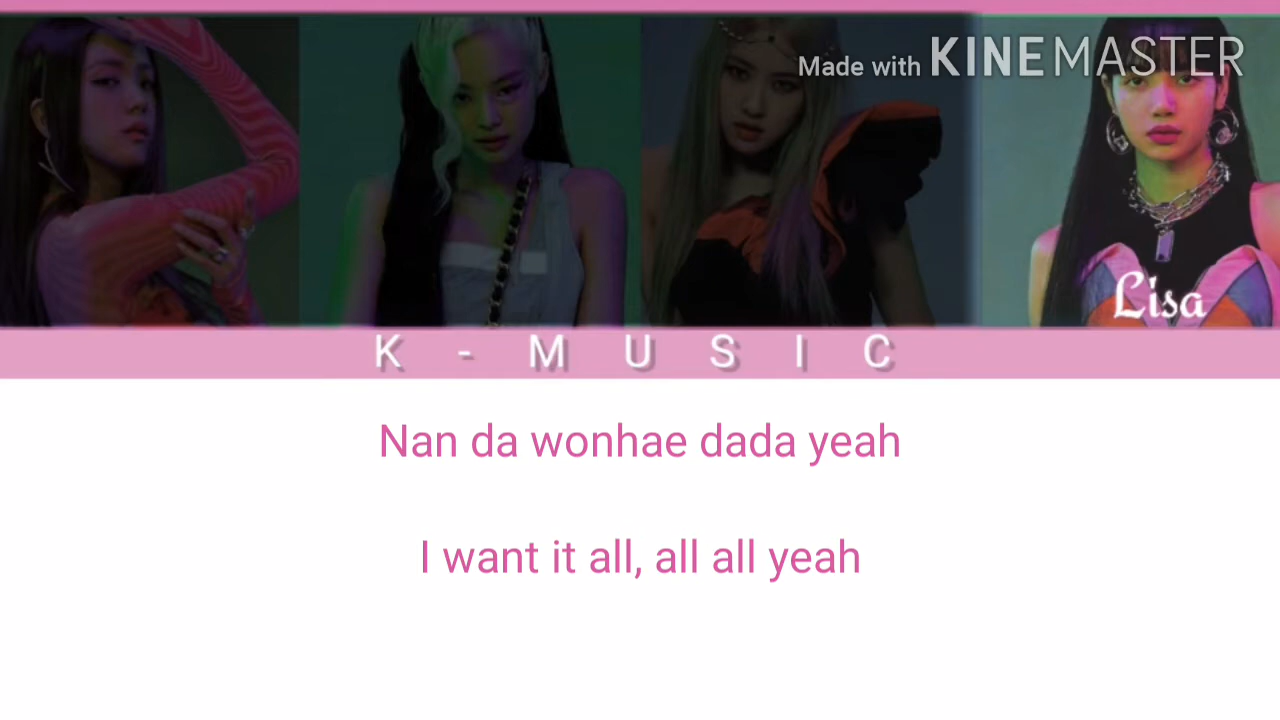 Made with KINEMASTER
Lisa
K - M U S I C
Nan da wonhae dada yeah
I want it all, all all yeah